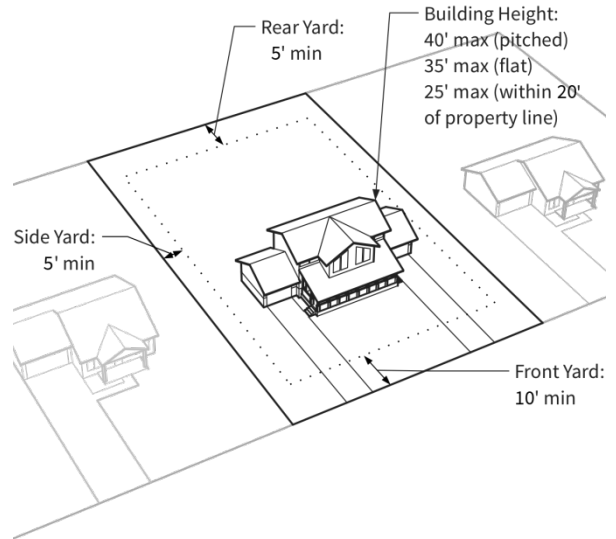 Rear Yard:
5' min
Building Height:
40' max (pitched)
35' max (flat)
25' max (within 20'
of property line)
Side Yard:
5' min
Front Yard:
10' min